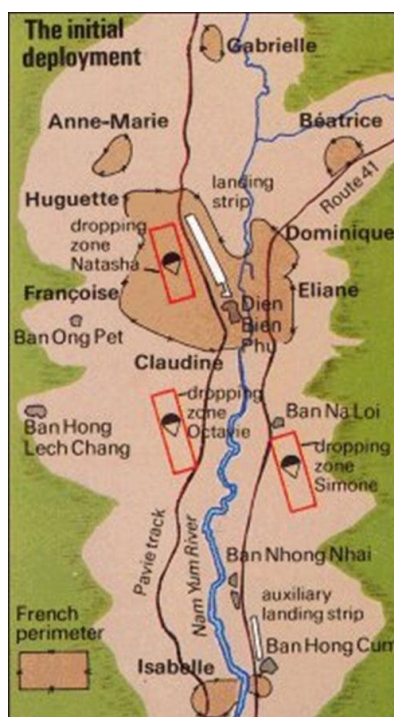 The initial
deployment
Gabrielle
Anne-Marie
Béatrice
Huguette
landing
strip
Route 41
dropping
zone
Natasha
Dominique
Françoise
Eliane
Dien
Bien
Phu
Ban Ong Pet
Claudine
dropping
zone
Octavie
Ban Na Loi
Ban Hong
Lech Chang
dropping
zone
Simone
Pavie track
Nam Yum River
Ban Nhong Nhai
auxiliary
landing strip
French
perimeter
Ban Hong Cum
Isabelle